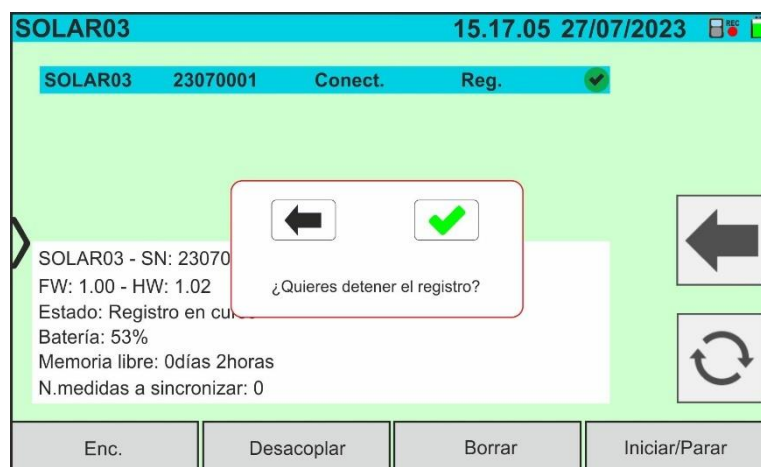 SOLAR03 15.17.05 27/07/2023 REC
SOLAR03 23070001 Conect. Reg.
¿Quieres detener el registro?
SOLAR03 - SN: 23070
FW: 1.00 - HW: 1.02
Estado: Registro en curso
Batería: 53%
Memoria libre: 0días 2horas
N.medidas a sincronizar: 0
Enc. Desacoplar Borrar Iniciar/Parar